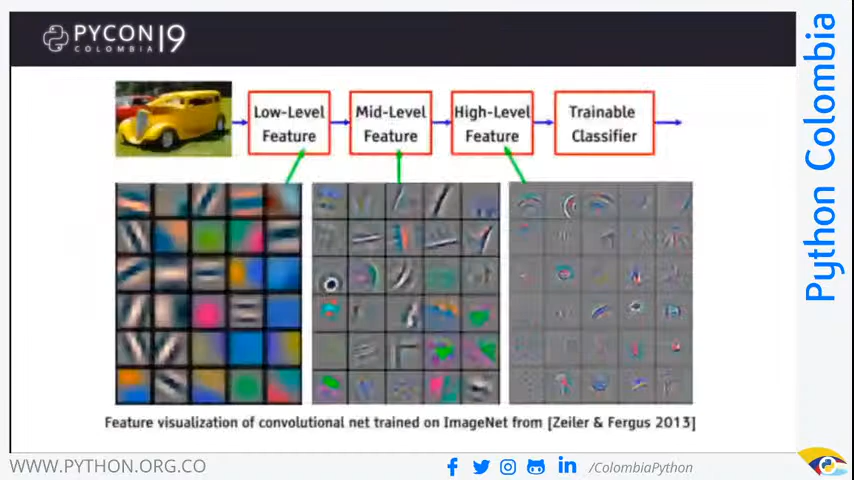 PYCON 19
COLOMBIA
Low-Level
Feature
Mid-Level
Feature
High-Level
Feature
Trainable
Classifier
Feature visualization of convolutional net trained on ImageNet from [Zeiler & Fergus 2013]
Python Colombia
WWW.PYTHON.ORG.CO
/ColombiaPython